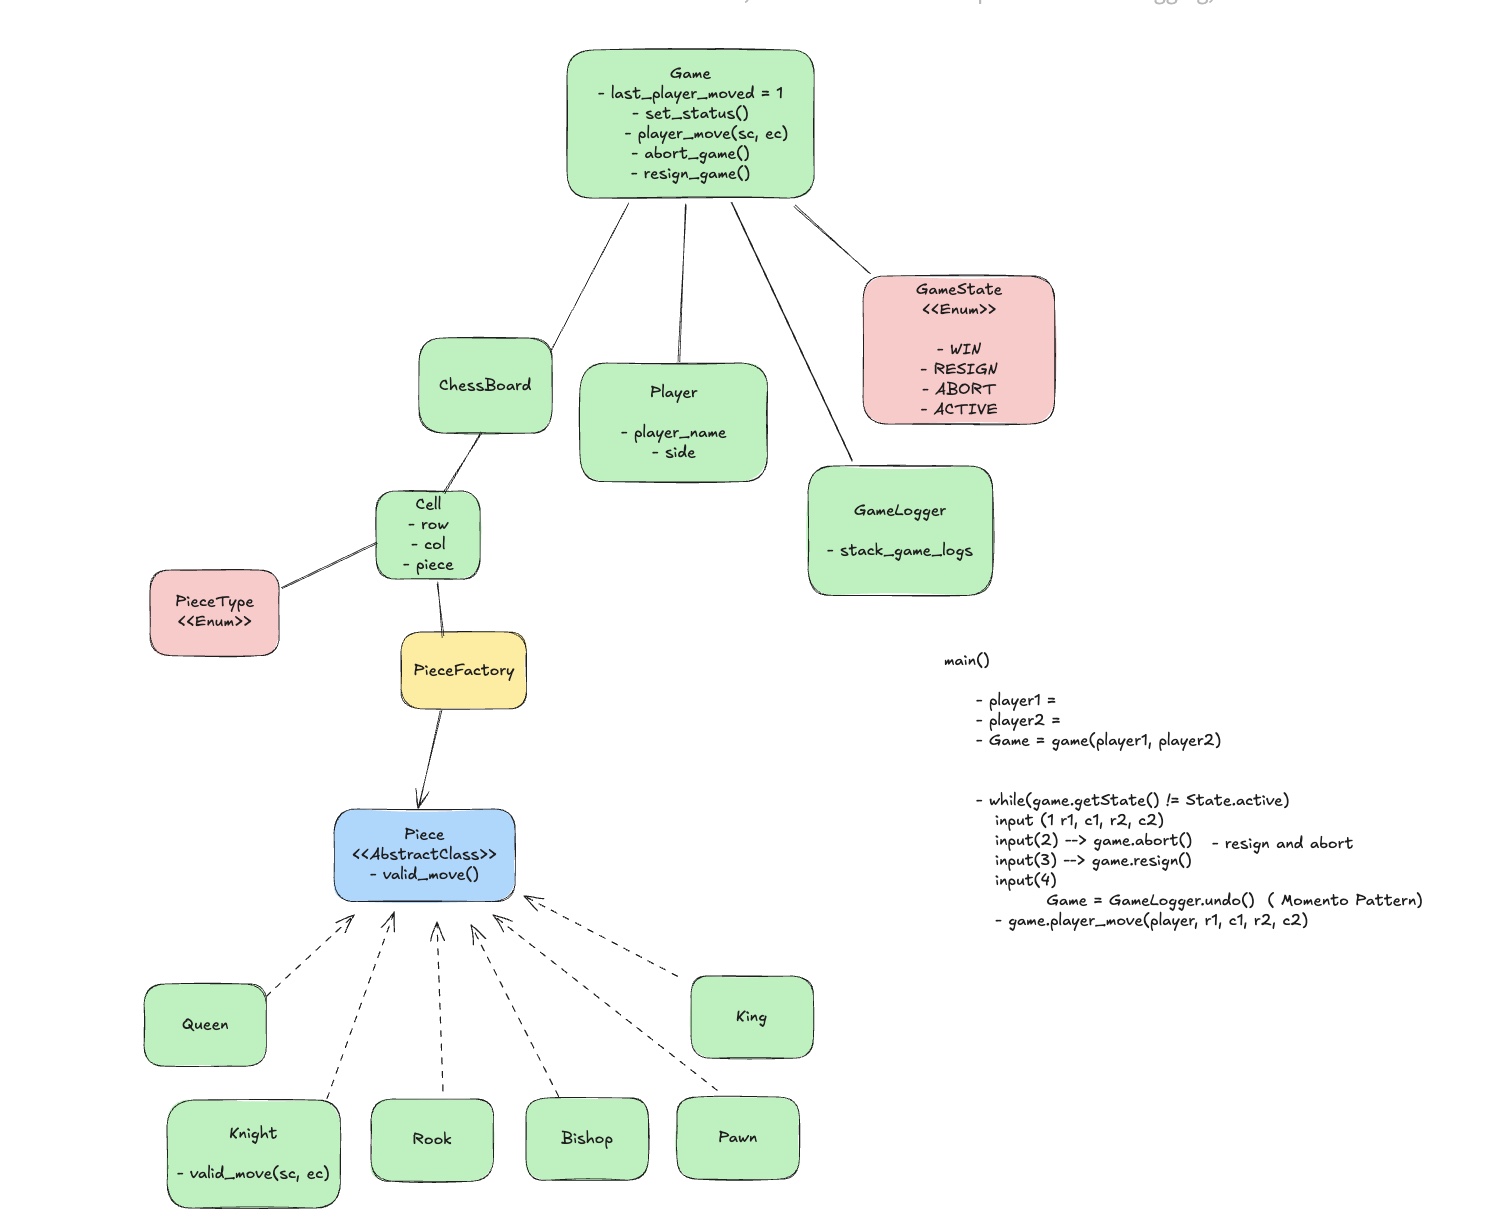 Game
- last_player_moved = 1
- set_status()
- player_move(sc, ec)
- abort_game()
- resign_game()
GameState
<<Enum>>
- WIN
- RESIGN
- ABORT
- ACTIVE
ChessBoard
Player
- player_name
- side
GameLogger
- stack_game_logs
Cell
- row
- col
- piece
PieceType
<<Enum>>
PieceFactory
Piece
<<AbstractClass>>
- valid_move()
Queen
King
Knight
- valid_move(sc, ec)
Rook
Bishop
Pawn
main()
- player1 =
- player2 =
- Game = game(player1, player2)
- while(game.getState() != State.active)
input (1 r1, c1, r2, c2)
input(2) --> game.abort()
- resign and abort
input(3) --> game.resign()
input(4)
Game = GameLogger.undo() ( Momento Pattern)
- game.player_move(player, r1, c1, r2, c2)